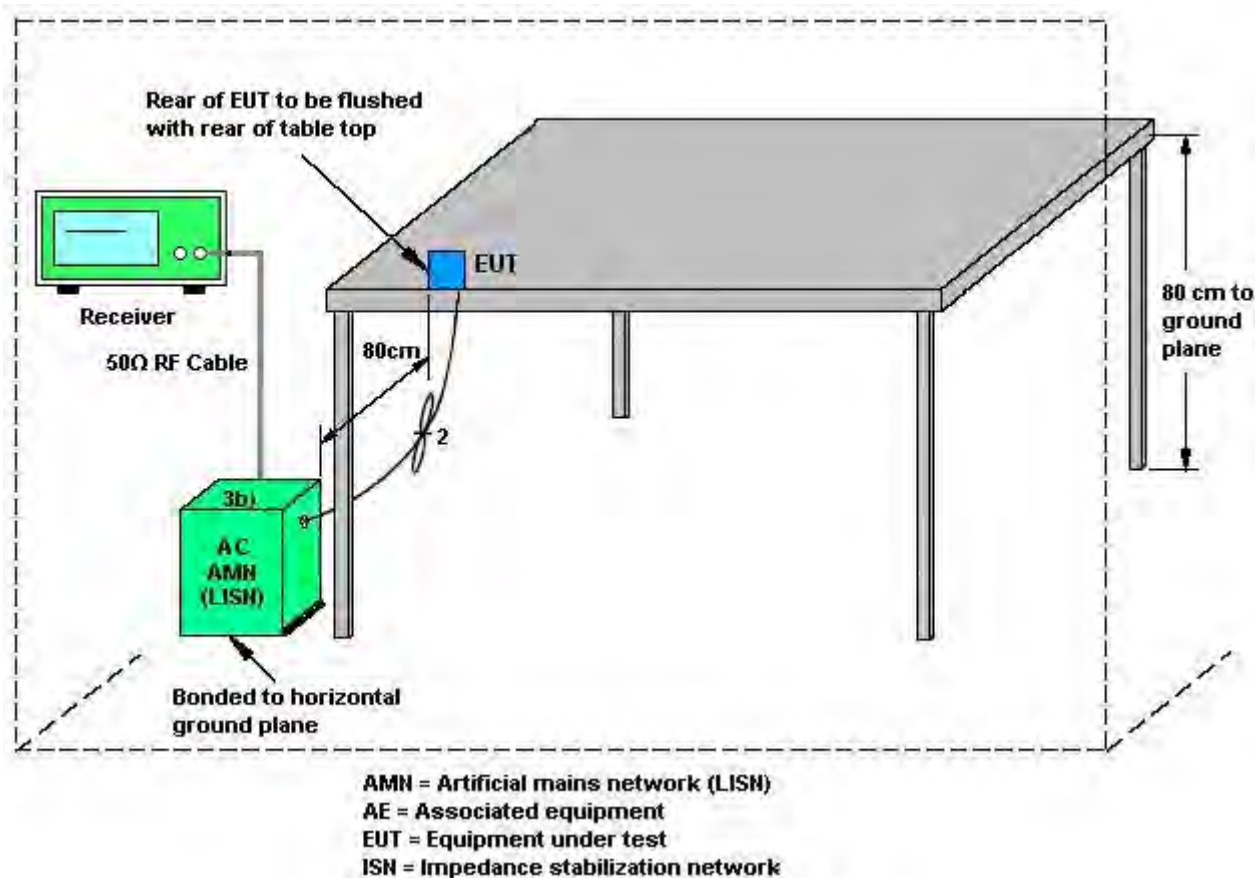 Rear of EUT to be flushed
with rear of table top
EUT
Receiver
50Ω RF Cable
80cm
2
80 cm to
ground
plane
3b)
AC
AMN
(LISN)
Bonded to horizontal
ground plane
AMN = Artificial mains network (LISN)
AE = Associated equipment
EUT = Equipment under test
ISN = Impedance stabilization network